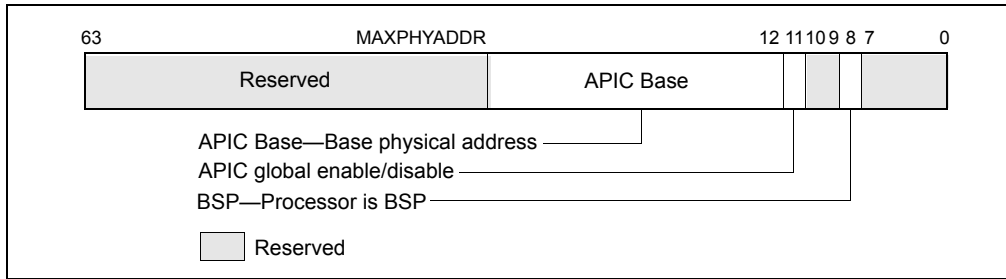 63 MAXPHYADDR 12 11 10 9 8 7 0
Reserved APIC Base
APIC Base—Base physical address
APIC global enable/disable
BSP—Processor is BSP
Reserved